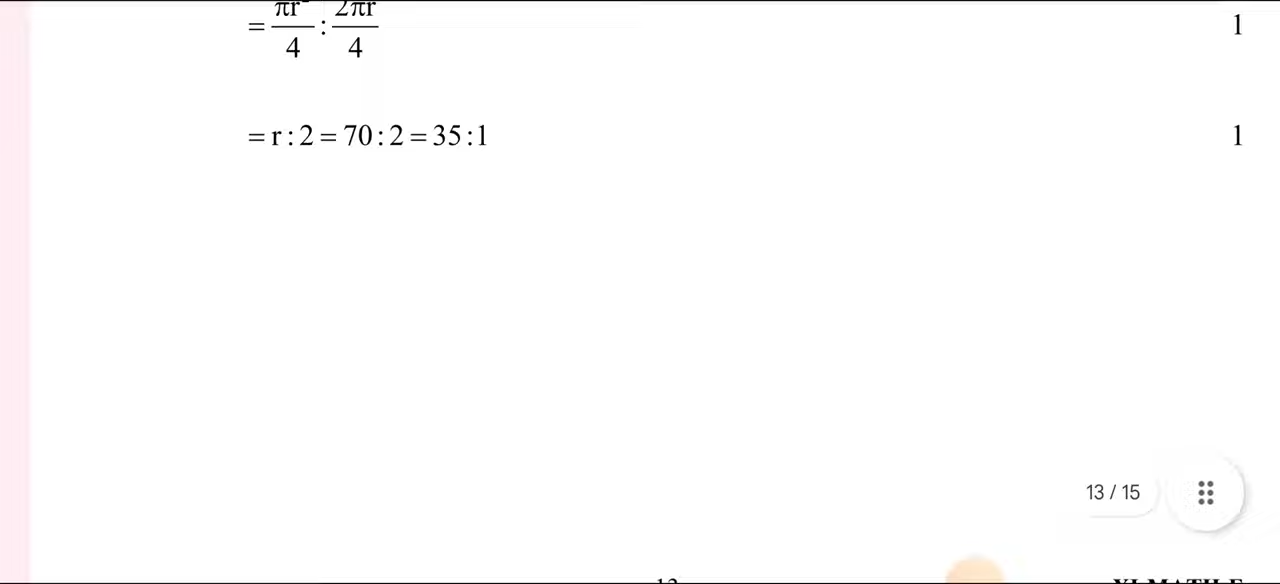 = πr²/4 : 2πr/4 1
= r : 2 = 70 : 2 = 35 : 1 1
13 / 15